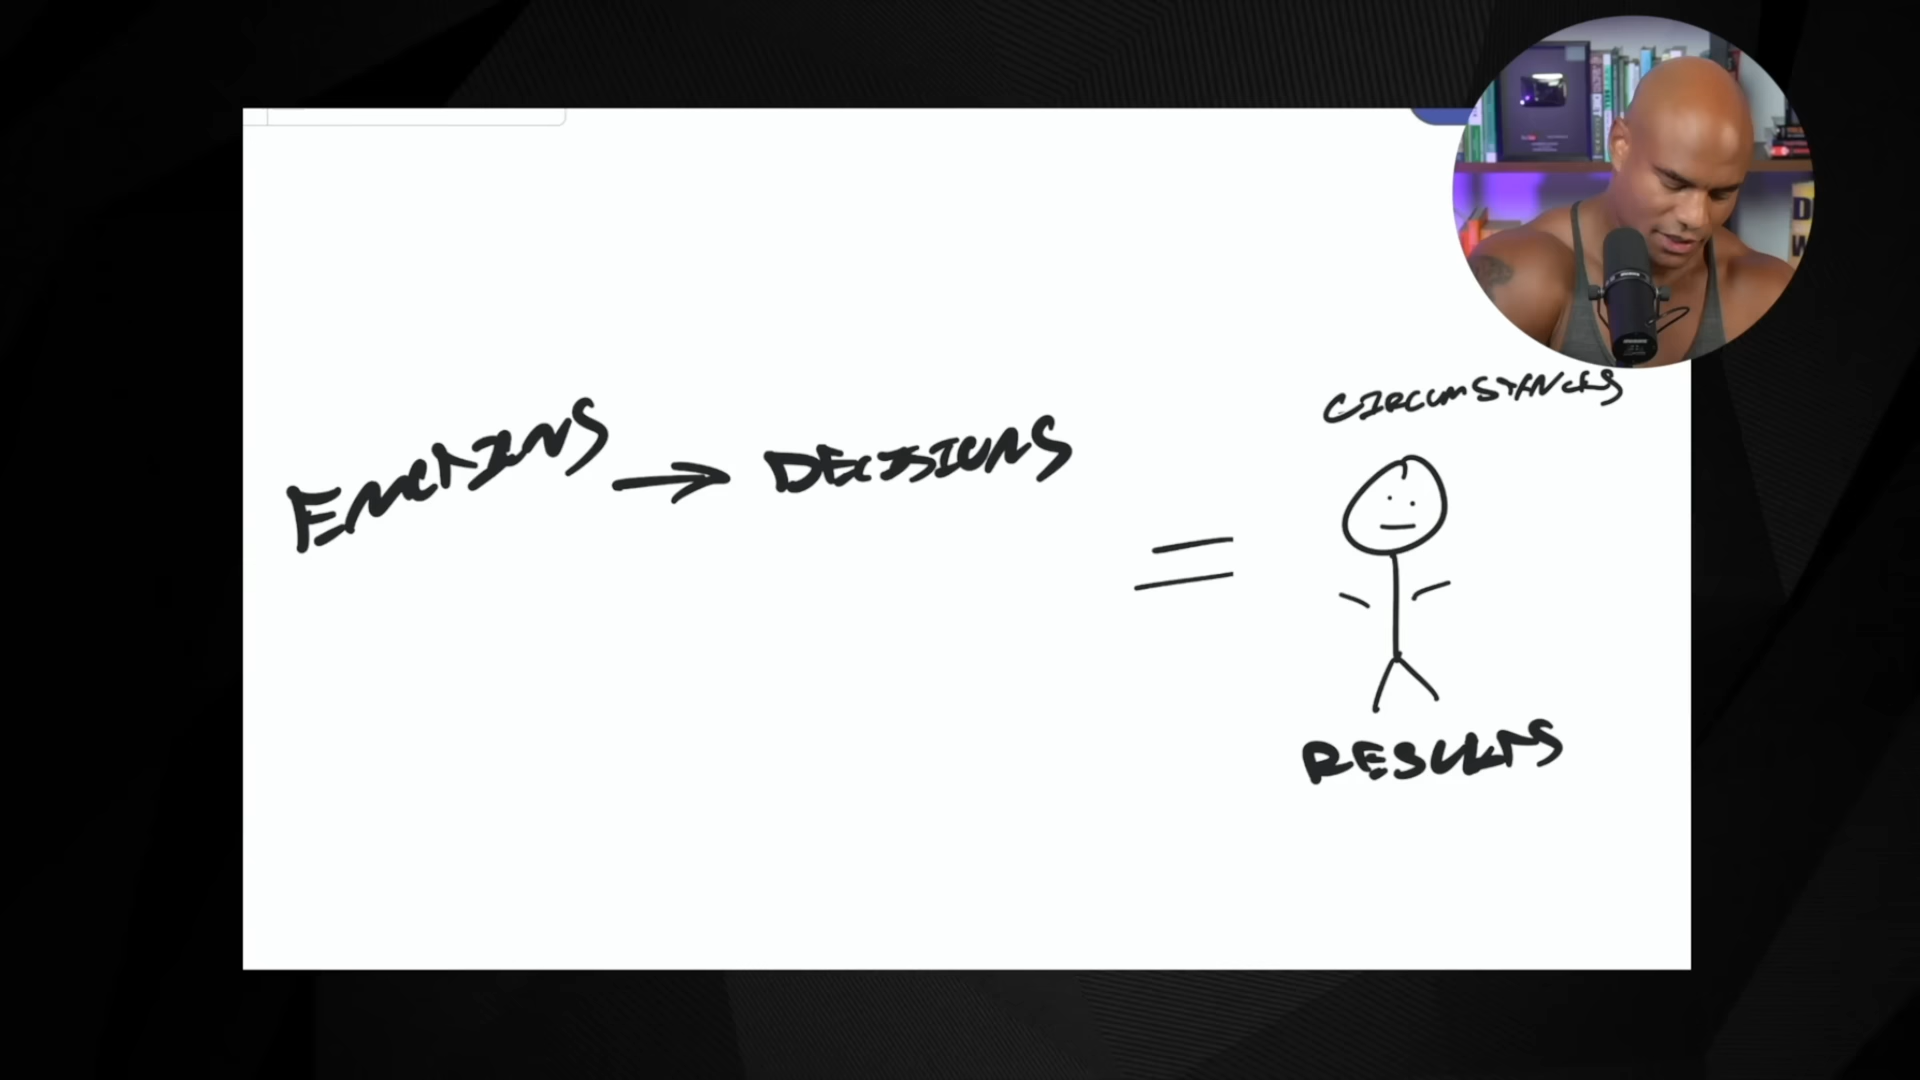 CIRCUMSTANCES
EMOTIONS → DECISIONS
=
RESULTS